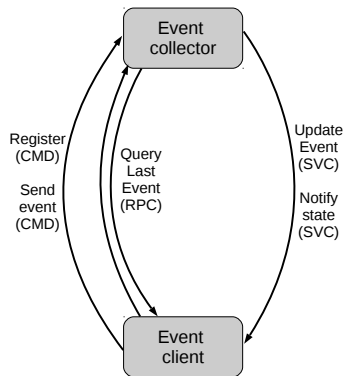 Event
collector
Register
(CMD)
Send
event
(CMD)
Query
Last
Event
(RPC)
Update
Event
(SVC)
Notify
state
(SVC)
Event
client